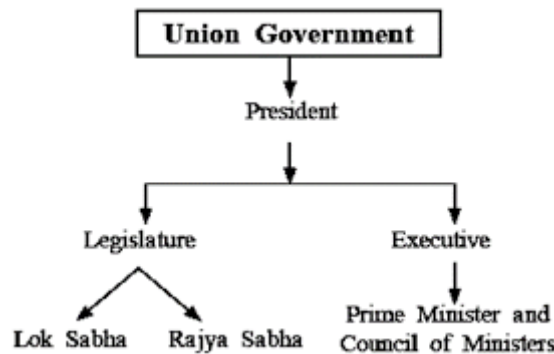 Union Government
President
Legislature
Executive
Lok Sabha
Rajya Sabha
Prime Minister and
Council of Ministers